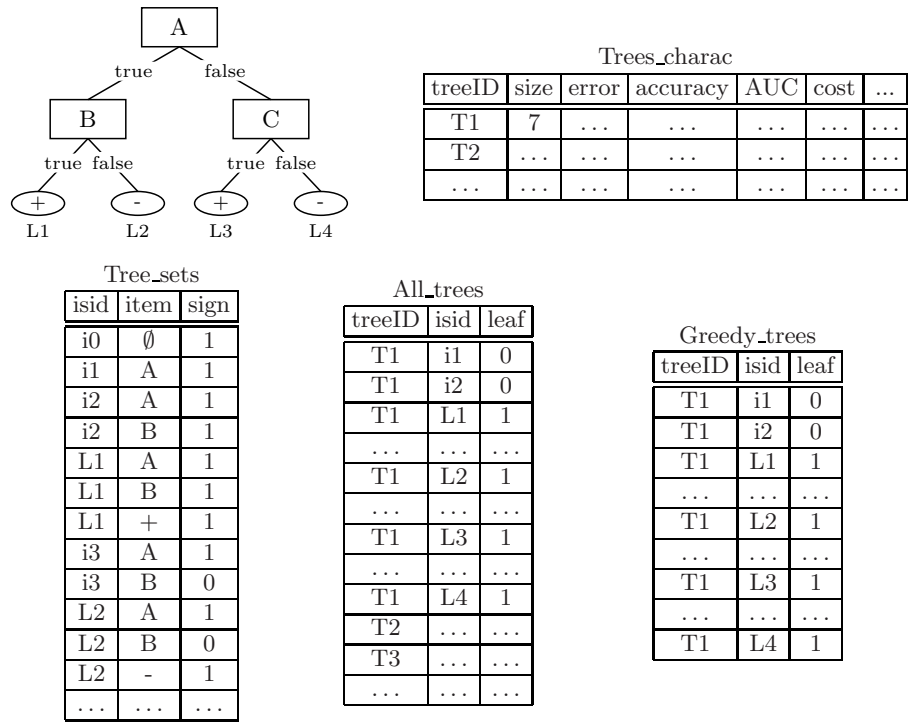 A
true false
B C
true false true false
+ - + -
L1 L2 L3 L4
Trees_charac
treeID size error accuracy AUC cost ...
T1 7 ... ... ... ... ...
T2 ... ... ... ... ... ...
... ... ... ... ... ... ...
Tree_sets
isid item sign
i0 ∅ 1
i1 A 1
i2 A 1
i2 B 1
L1 A 1
L1 B 1
L1 + 1
i3 A 1
i3 B 0
L2 A 1
L2 B 0
L2 - 1
... ... ...
All_trees
treeID isid leaf
T1 i1 0
T1 i2 0
T1 L1 1
... ... ...
T1 L2 1
... ... ...
T1 L3 1
... ... ...
T1 L4 1
T2 ... ...
T3 ... ...
... ... ...
Greedy_trees
treeID isid leaf
T1 i1 0
T1 i2 0
T1 L1 1
... ... ...
T1 L2 1
... ... ...
T1 L3 1
... ... ...
T1 L4 1